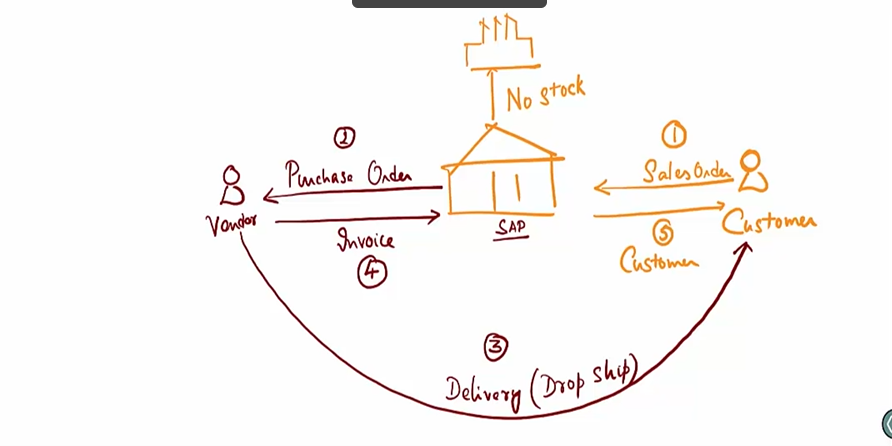 No stock
②
①
Purchase Order
Sales Order
Vendor
SAP
Customer
Invoice
④
⑤
Customer
③
Delivery (Drop ship)